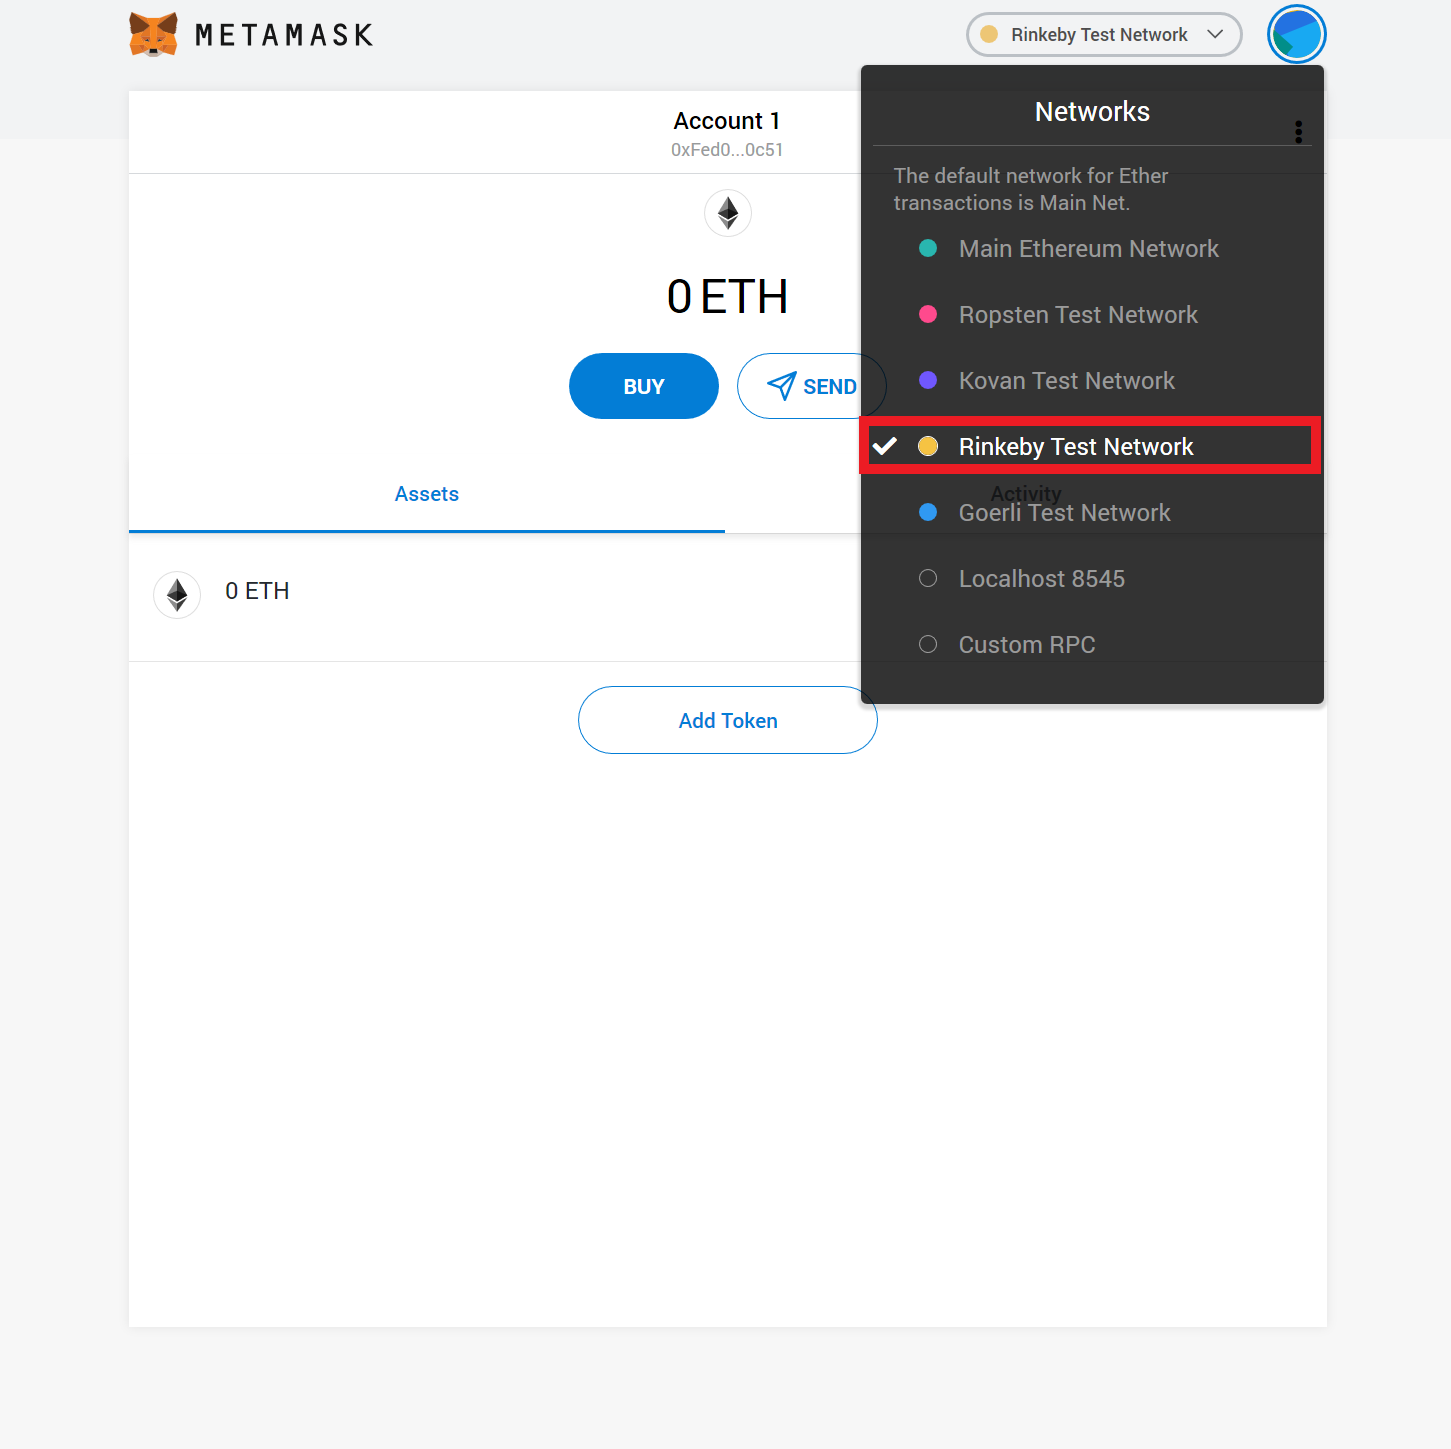 METAMASK
Rinkeby Test Network
Account 1
0xFed0...0c51
0 ETH
BUY
SEND
Assets
Activity
0 ETH
Add Token
Networks
The default network for Ether
transactions is Main Net.
Main Ethereum Network
Ropsten Test Network
Kovan Test Network
Rinkeby Test Network
Goerli Test Network
Localhost 8545
Custom RPC